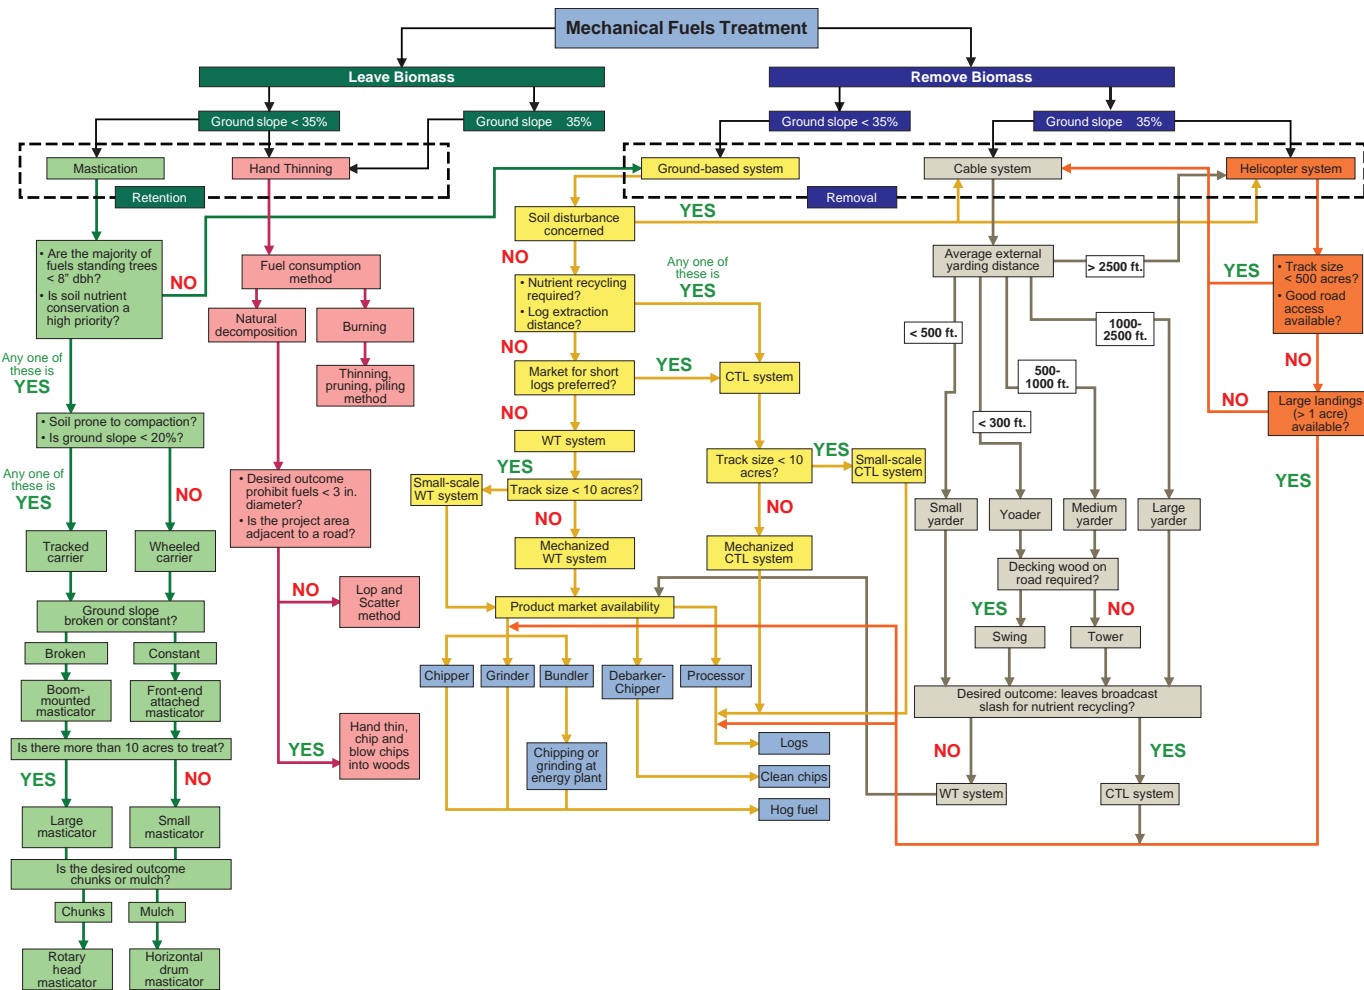 Mechanical Fuels Treatment
Leave Biomass
Remove Biomass
Ground slope < 35%
Ground slope 35%
Ground slope < 35%
Ground slope 35%
Mastication
Hand Thinning
Ground-based system
Cable system
Helicopter system
Retention
Removal
Soil disturbance
concerned
YES
NO
• Are the majority of
fuels standing trees
< 8" dbh?
• Is soil nutrient
conservation a
high priority?
NO
Fuel consumption
method
Natural
decomposition
Burning
Thinning,
pruning, piling
method
Any one of
these is
YES
• Nutrient recycling
required?
• Log extraction
distance?
Any one of
these is
YES
NO
Market for short
logs preferred?
YES
CTL system
NO
WT system
YES
Small-scale
WT system
Track size < 10 acres?
NO
Mechanized
WT system
Track size < 10
acres?
YES
Small-scale
CTL system
NO
Mechanized
CTL system
Average external
yarding distance
> 2500 ft.
< 500 ft.
1000-
2500 ft.
500-
1000 ft.
< 300 ft.
YES
• Track size
< 500 acres?
• Good road
access
available?
NO
NO
Large landings
(> 1 acre)
available?
YES
• Soil prone to compaction?
• Is ground slope < 20%?
Any one of
these is
YES
NO
Tracked
carrier
Wheeled
carrier
• Desired outcome
prohibit fuels < 3 in.
diameter?
• Is the project area
adjacent to a road?
NO
Lop and
Scatter
method
YES
Hand thin,
chip and
blow chips
into woods
Small
yarder
Yoader
Medium
yarder
Large
yarder
Decking wood on
road required?
YES
NO
Swing
Tower
Desired outcome: leaves broadcast
slash for nutrient recycling?
NO
YES
WT system
CTL system
Ground slope
broken or constant?
Broken
Constant
Boom-
mounted
masticator
Front-end
attached
masticator
Is there more than 10 acres to treat?
YES
NO
Large
masticator
Small
masticator
Is the desired outcome
chunks or mulch?
Chunks
Mulch
Rotary
head
masticator
Horizontal
drum
masticator
Product market availability
Chipper
Grinder
Bundler
Debarker-
Chipper
Processor
Chipping or
grinding at
energy plant
Logs
Clean chips
Hog fuel